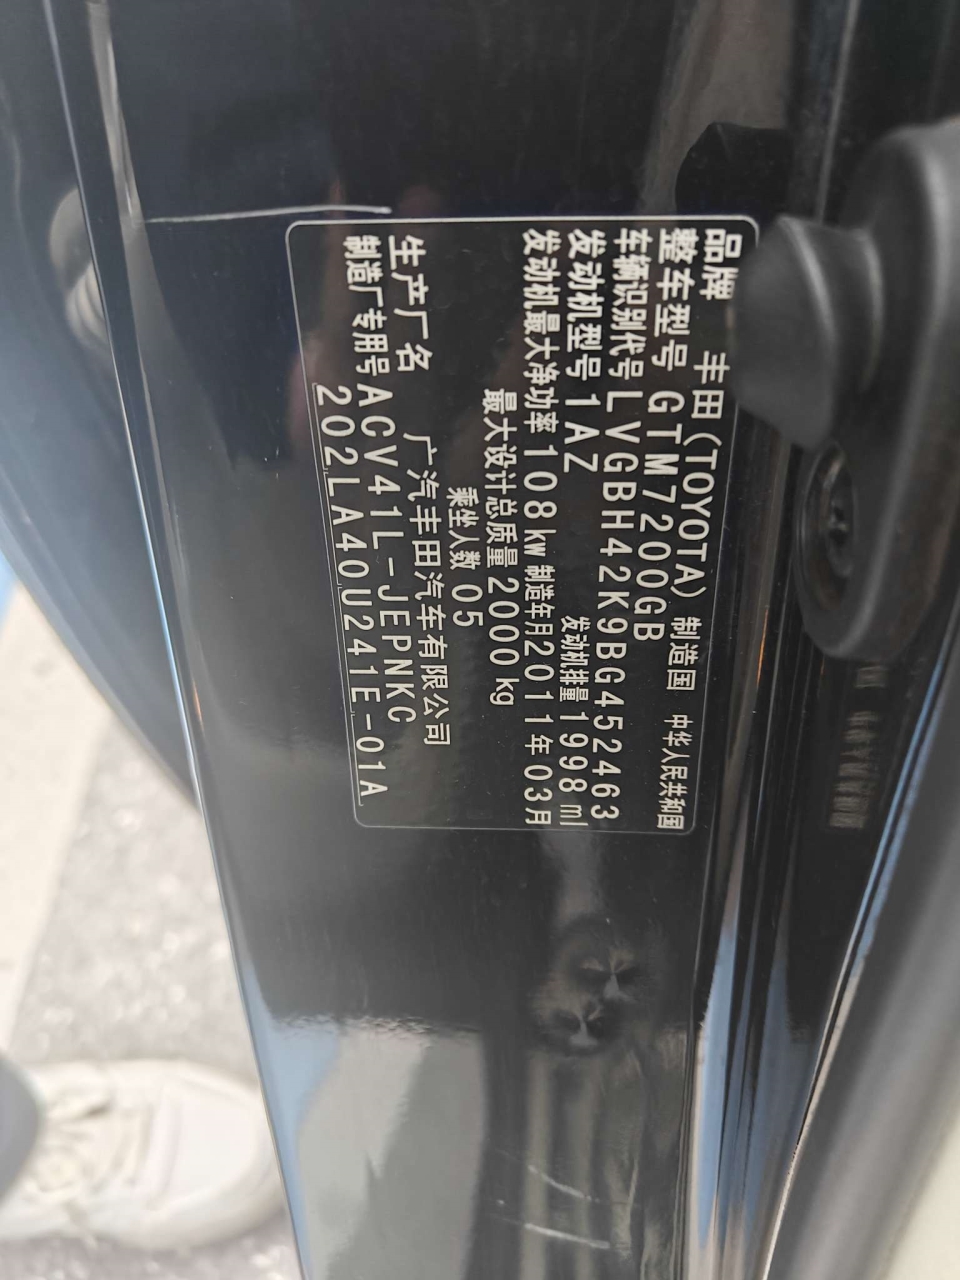 品牌 丰田(TOYOTA) 制造国 中华人民共和国
整车型号 GTM7200GB
车辆识别代号 LVGBH42K9BG452463
发动机型号 1AZ 发动机排量 1998 ml
发动机最大净功率 108 kW 制造年月 2011年03月
最大设计总质量 2000 kg
乘坐人数 05
生产厂名 广汽丰田汽车有限公司
制造厂专用号 ACV41L-JEPNKC
202LA40U241E-01A